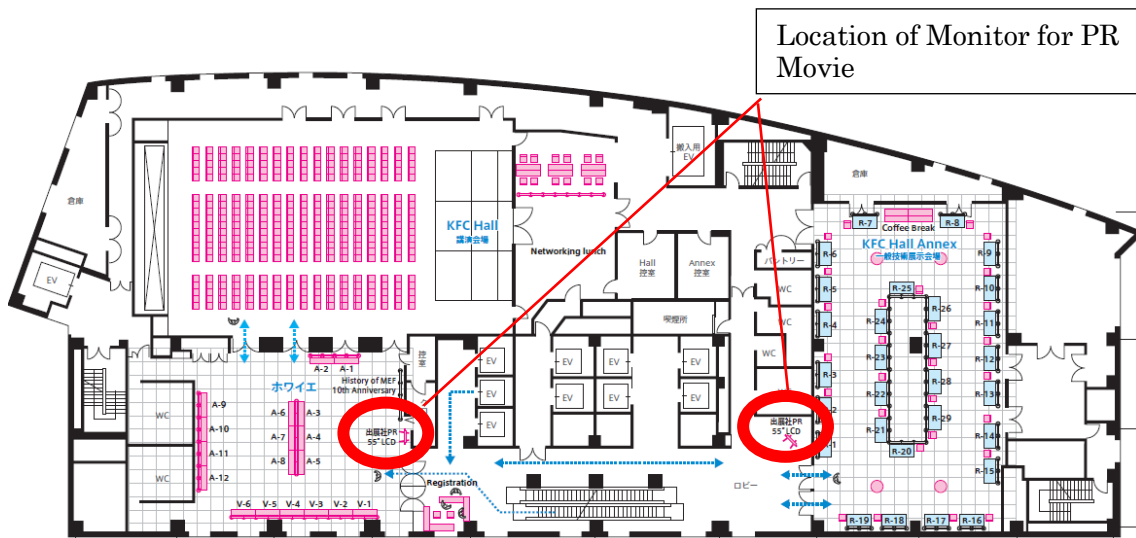 Location of Monitor for PR
Movie
搬入用
EV
倉庫
倉庫
EV
KFC Hall
講演会場
Networking lunch
Hall
控室
Annex
控室
パントリー
WC
WC
WC
喫煙所
R-7
R-8
Coffee Break
KFC Hall Annex
一般技術展示会場
R-6
R-5
R-4
R-3
R-2
R-1
R-9
R-10
R-11
R-12
R-13
R-14
R-15
R-25
R-24
R-23
R-22
R-21
R-20
R-26
R-27
R-28
R-29
R-19
R-18
R-17
R-16
EV
EV
EV
EV
EV
EV
EV
EV
EV
控室
A-2
A-1
History of MEF
10th Anniversary
ホワイエ
WC
WC
A-9
A-10
A-11
A-12
A-6
A-7
A-8
A-3
A-4
A-5
出展社PR
55" LCD
出展社PR
55" LCD
V-6
V-5
V-4
V-3
V-2
V-1
Registration
ロビー